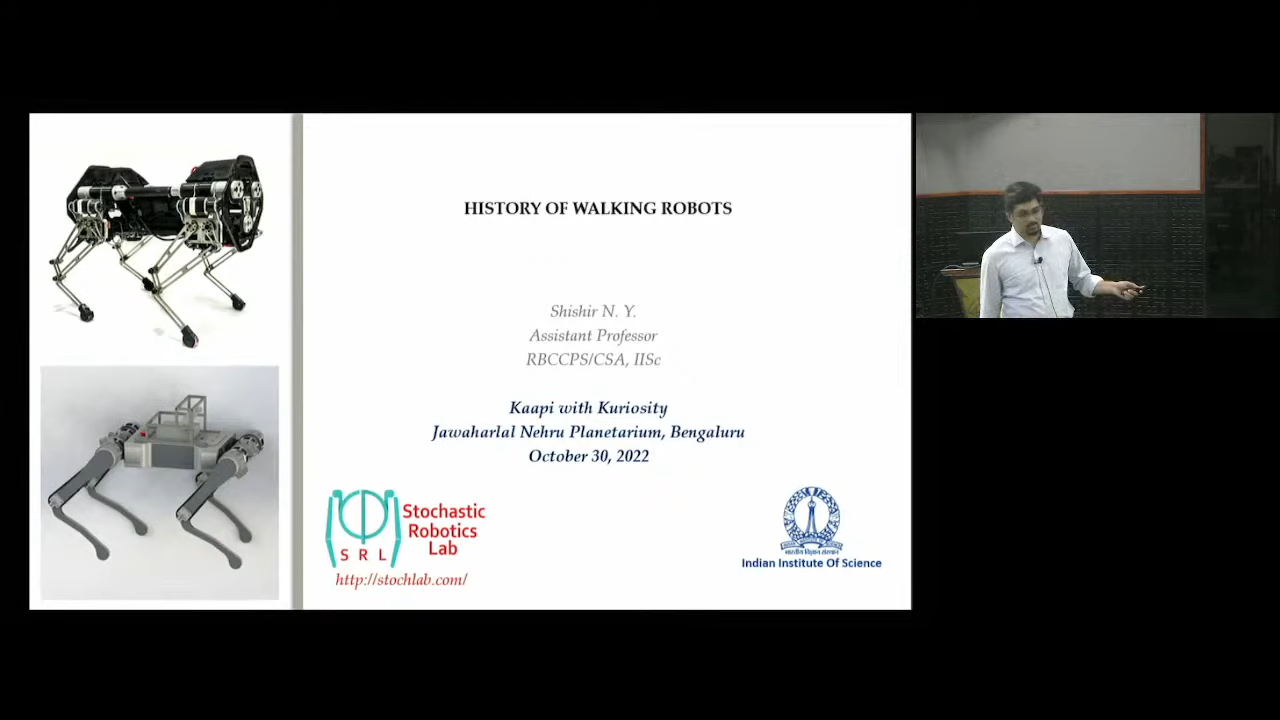 HISTORY OF WALKING ROBOTS
Shishir N. Y.
Assistant Professor
RBCCPS/CSA, IISc
Kaapi with Kuriosity
Jawaharlal Nehru Planetarium, Bengaluru
October 30, 2022
Stochastic
Robotics
Lab
S R L
http://stochlab.com/
भारतीय विज्ञान संस्थान
Indian Institute Of Science